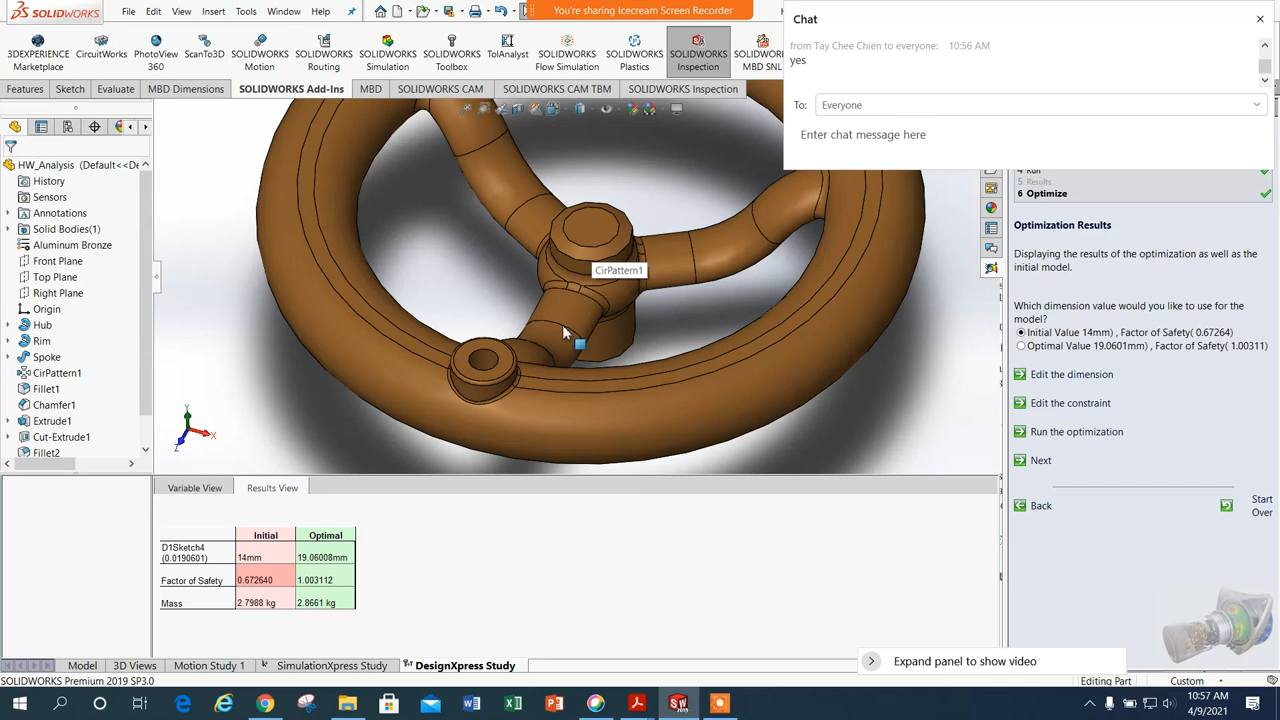 SOLIDWORKS
File
Edit
View
Insert
Tools
Window
Help
You're sharing Icecream Screen Recorder
Chat
from Tay Chee Chien to everyone: 10:56 AM
yes
To: Everyone
Enter chat message here
3DEXPERIENCE
Marketplace
CircuitWorks
PhotoView
360
ScanTo3D
SOLIDWORKS
Motion
SOLIDWORKS
Routing
SOLIDWORKS
Simulation
SOLIDWORKS
Toolbox
TolAnalyst
SOLIDWORKS
Flow Simulation
SOLIDWORKS
Plastics
SOLIDWORKS
Inspection
SOLIDWORKS
MBD SNL
Features
Sketch
Evaluate
MBD Dimensions
SOLIDWORKS Add-Ins
MBD
SOLIDWORKS CAM
SOLIDWORKS CAM TBM
SOLIDWORKS Inspection
HW_Analysis (Default<<De
History
Sensors
Annotations
Solid Bodies(1)
Aluminum Bronze
Front Plane
Top Plane
Right Plane
Origin
Hub
Rim
Spoke
CirPattern1
Fillet1
Chamfer1
Extrude1
Cut-Extrude1
Fillet2
CirPattern1
Y
X
Z
4 Run
5 Results
6 Optimize
Optimization Results
Displaying the results of the optimization as well as the
initial model.
Which dimension value would you like to use for the
model?
Initial Value 14mm) , Factor of Safety( 0.67264)
Optimal Value 19.0601mm) , Factor of Safety( 1.00311)
Edit the dimension
Edit the constraint
Run the optimization
Next
Back
Start
Over
Variable View
Results View
Initial Optimal
D1Sketch4
(0.0190601) 14mm 19.06008mm
Factor of Safety 0.672640 1.003112
Mass 2.7988 kg 2.8661 kg
Expand panel to show video
Model
3D Views
Motion Study 1
SimulationXpress Study
DesignXpress Study
SOLIDWORKS Premium 2019 SP3.0
Editing Part
Custom
10:57 AM
4/9/2021